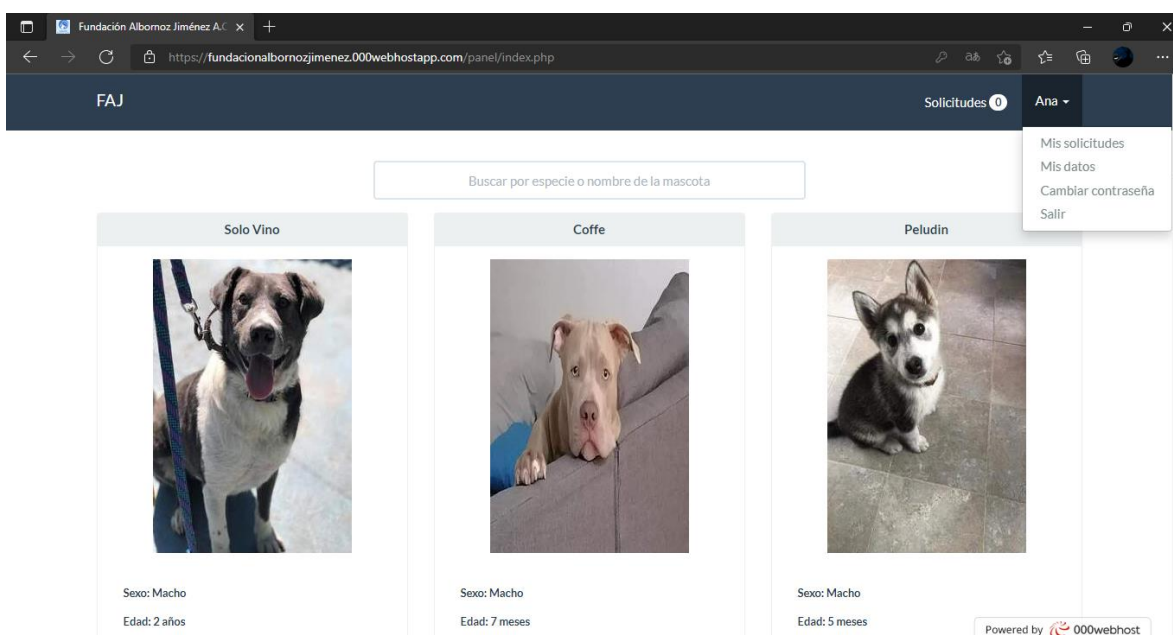 Fundación Albornoz Jiménez A.C
https://fundacionalbornozjimenez.000webhostapp.com/panel/index.php
FAJ
Solicitudes 0
Ana
Mis solicitudes
Mis datos
Cambiar contraseña
Salir
Buscar por especie o nombre de la mascota
Solo Vino
Coffe
Peludin
Sexo: Macho
Sexo: Macho
Sexo: Macho
Edad: 2 años
Edad: 7 meses
Edad: 5 meses
Powered by 000webhost